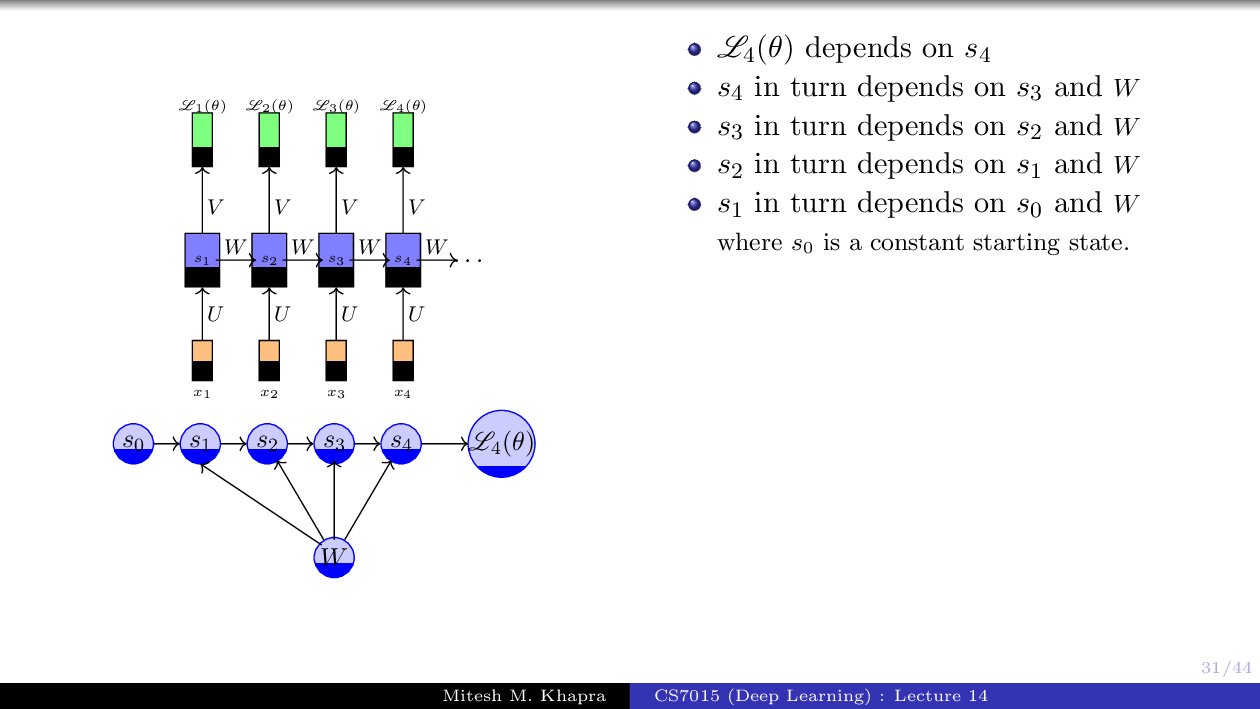 ℒ₁(θ) ℒ₂(θ) ℒ₃(θ) ℒ₄(θ)
V V V V
W W W W
s₁ s₂ s₃ s₄ ...
U U U U
x₁ x₂ x₃ x₄
s₀ s₁ s₂ s₃ s₄ ℒ₄(θ)
W
ℒ₄(θ) depends on s₄
s₄ in turn depends on s₃ and W
s₃ in turn depends on s₂ and W
s₂ in turn depends on s₁ and W
s₁ in turn depends on s₀ and W
where s₀ is a constant starting state.
31/44
Mitesh M. Khapra CS7015 (Deep Learning) : Lecture 14